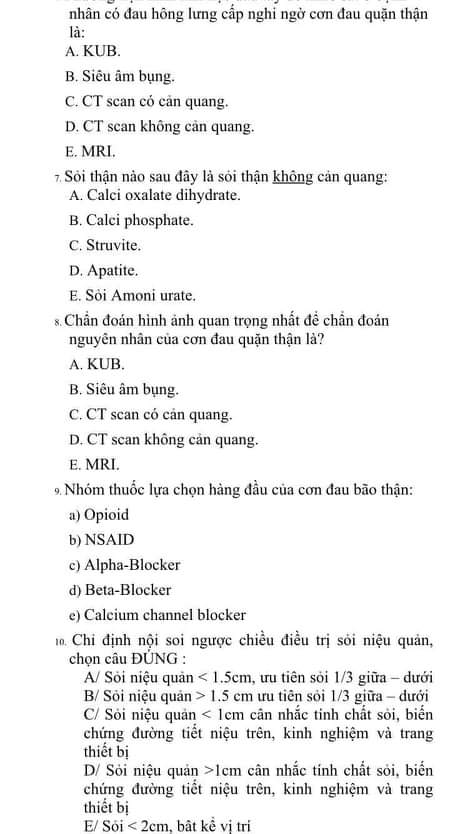 nhân có đau hông lưng cấp nghi ngờ cơn đau quặn thận
là:
A. KUB.
B. Siêu âm bụng.
C. CT scan có cản quang.
D. CT scan không cản quang.
E. MRI.
7. Sỏi thận nào sau đây là sỏi thận không cản quang:
A. Calci oxalate dihydrate.
B. Calci phosphate.
C. Struvite.
D. Apatite.
E. Sỏi Amoni urate.
8. Chẩn đoán hình ảnh quan trọng nhất để chẩn đoán
nguyên nhân của cơn đau quặn thận là?
A. KUB.
B. Siêu âm bụng.
C. CT scan có cản quang.
D. CT scan không cản quang.
E. MRI.
9. Nhóm thuốc lựa chọn hàng đầu của cơn đau bão thận:
a) Opioid
b) NSAID
c) Alpha-Blocker
d) Beta-Blocker
e) Calcium channel blocker
10. Chỉ định nội soi ngược chiều điều trị sỏi niệu quản,
chọn câu ĐÚNG :
A/ Sỏi niệu quản < 1.5cm, ưu tiên sỏi 1/3 giữa – dưới
B/ Sỏi niệu quản > 1.5 cm ưu tiên sỏi 1/3 giữa – dưới
C/ Sỏi niệu quản < 1cm cân nhắc tính chất sỏi, biến
chứng đường tiết niệu trên, kinh nghiệm và trang
thiết bị
D/ Sỏi niệu quản >1cm cân nhắc tính chất sỏi, biến
chứng đường tiết niệu trên, kinh nghiệm và trang
thiết bị
E/ Sỏi < 2cm, bất kể vị trí